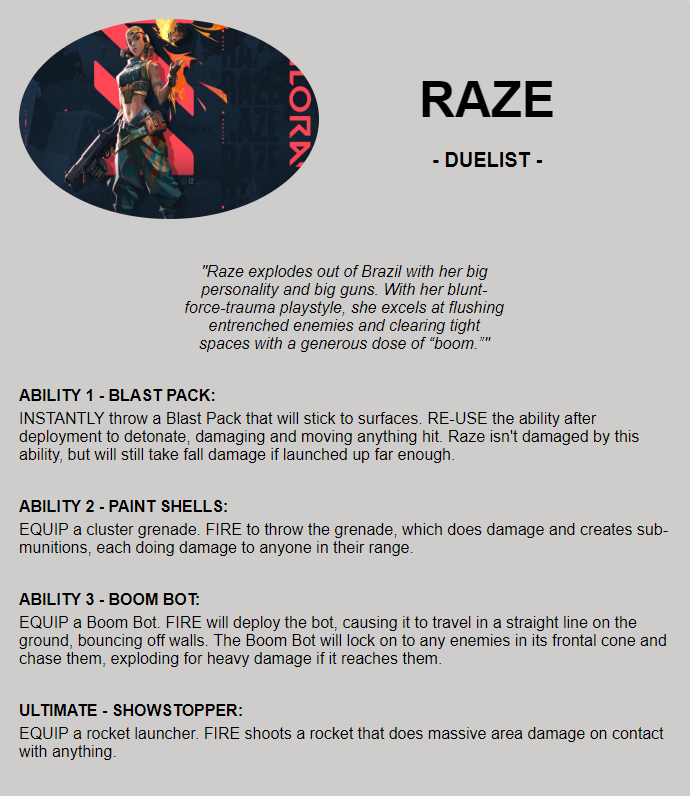 RAZE
- DUELIST -
"Raze explodes out of Brazil with her big
personality and big guns. With her blunt-
force-trauma playstyle, she excels at flushing
entrenched enemies and clearing tight
spaces with a generous dose of “boom.”"
ABILITY 1 - BLAST PACK:
INSTANTLY throw a Blast Pack that will stick to surfaces. RE-USE the ability after
deployment to detonate, damaging and moving anything hit. Raze isn't damaged by this
ability, but will still take fall damage if launched up far enough.
ABILITY 2 - PAINT SHELLS:
EQUIP a cluster grenade. FIRE to throw the grenade, which does damage and creates sub-
munitions, each doing damage to anyone in their range.
ABILITY 3 - BOOM BOT:
EQUIP a Boom Bot. FIRE will deploy the bot, causing it to travel in a straight line on the
ground, bouncing off walls. The Boom Bot will lock on to any enemies in its frontal cone and
chase them, exploding for heavy damage if it reaches them.
ULTIMATE - SHOWSTOPPER:
EQUIP a rocket launcher. FIRE shoots a rocket that does massive area damage on contact
with anything.